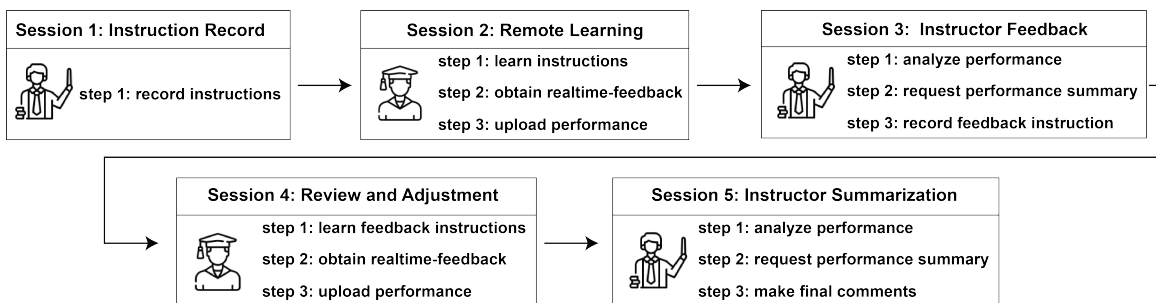 Session 1: Instruction Record
step 1: record instructions
Session 2: Remote Learning
step 1: learn instructions
step 2: obtain realtime-feedback
step 3: upload performance
Session 3: Instructor Feedback
step 1: analyze performance
step 2: request performance summary
step 3: record feedback instruction
Session 4: Review and Adjustment
step 1: learn feedback instructions
step 2: obtain realtime-feedback
step 3: upload performance
Session 5: Instructor Summarization
step 1: analyze performance
step 2: request performance summary
step 3: make final comments